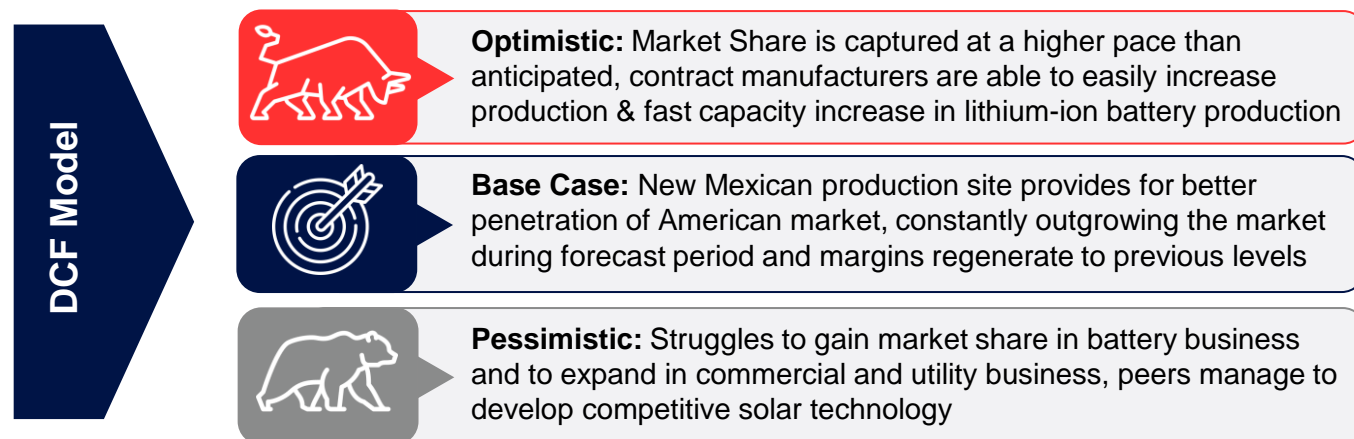 DCF Model
Optimistic: Market Share is captured at a higher pace than
anticipated, contract manufacturers are able to easily increase
production & fast capacity increase in lithium-ion battery production
Base Case: New Mexican production site provides for better
penetration of American market, constantly outgrowing the market
during forecast period and margins regenerate to previous levels
Pessimistic: Struggles to gain market share in battery business
and to expand in commercial and utility business, peers manage to
develop competitive solar technology